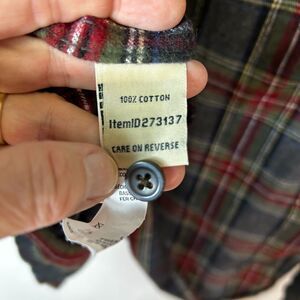 100% COTTON
ItemID273137
CARE ON REVERSE